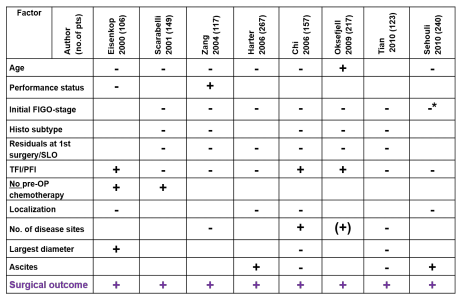 Factor
Author
(no.of pts)
Eisenkop
2000 (106)
Scarabelli
2001 (149)
Zang
2004 (117)
Harter
2006 (267)
Chi
2006 (157)
Oksefjell
2009 (217)
Tian
2010 (123)
Sehouli
2010 (240)
Age - - - - - + -
Performance status - +
Initial FIGO-stage - - - - - - -*
Histo subtype - - - - -
Residuals at 1st
surgery/SLO - - - - - -
TFI/PFI + - - - + + - -
No pre-OP
chemotherapy + +
Localization - - - -
No. of disease sites - + (+) -
Largest diameter + - -
Ascites + - - +
Surgical outcome + + + + + + + +